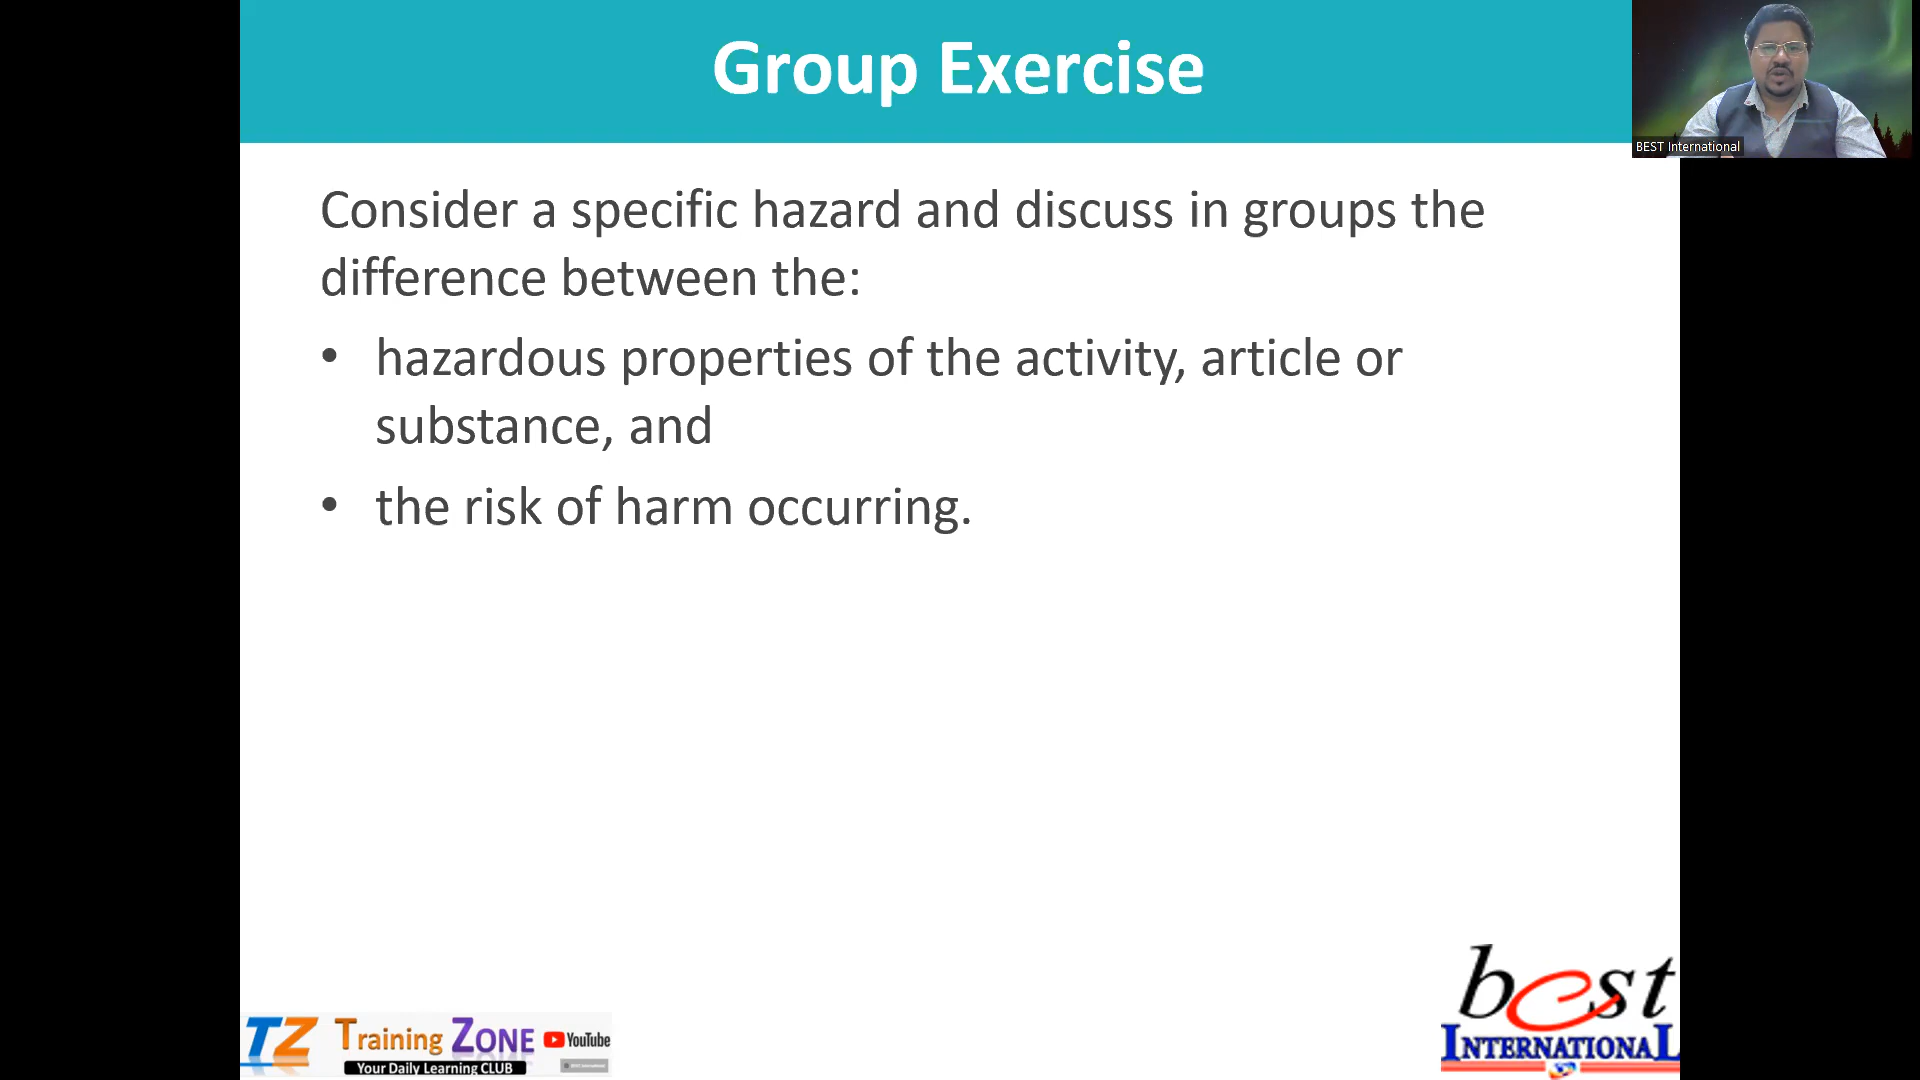 Group Exercise
BEST International
Consider a specific hazard and discuss in groups the
difference between the:
• hazardous properties of the activity, article or
substance, and
• the risk of harm occurring.
best
INTERNATIONAL
TZ Training ZONE YouTube
Your Daily Learning CLUB